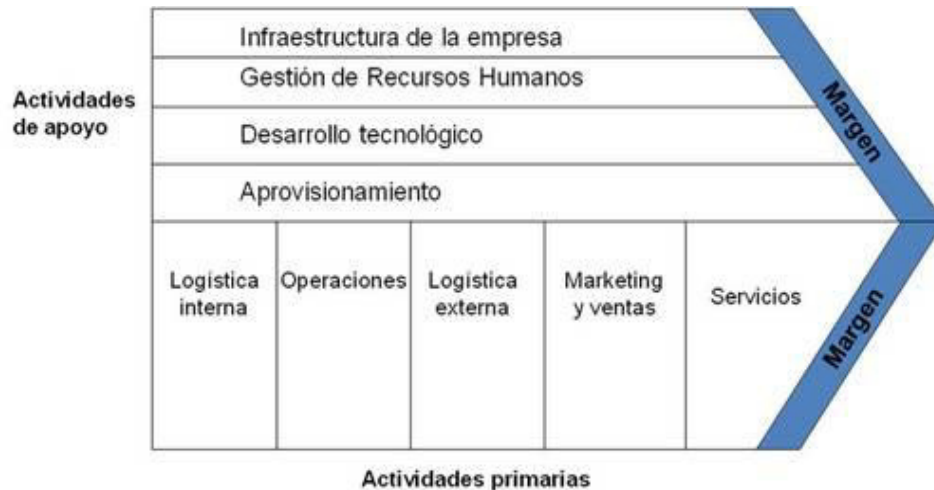 Infraestructura de la empresa
Gestión de Recursos Humanos
Actividades
de apoyo
Desarrollo tecnológico
Aprovisionamiento
Margen
Logística
interna
Operaciones
Logística
externa
Marketing
y ventas
Servicios
Margen
Actividades primarias